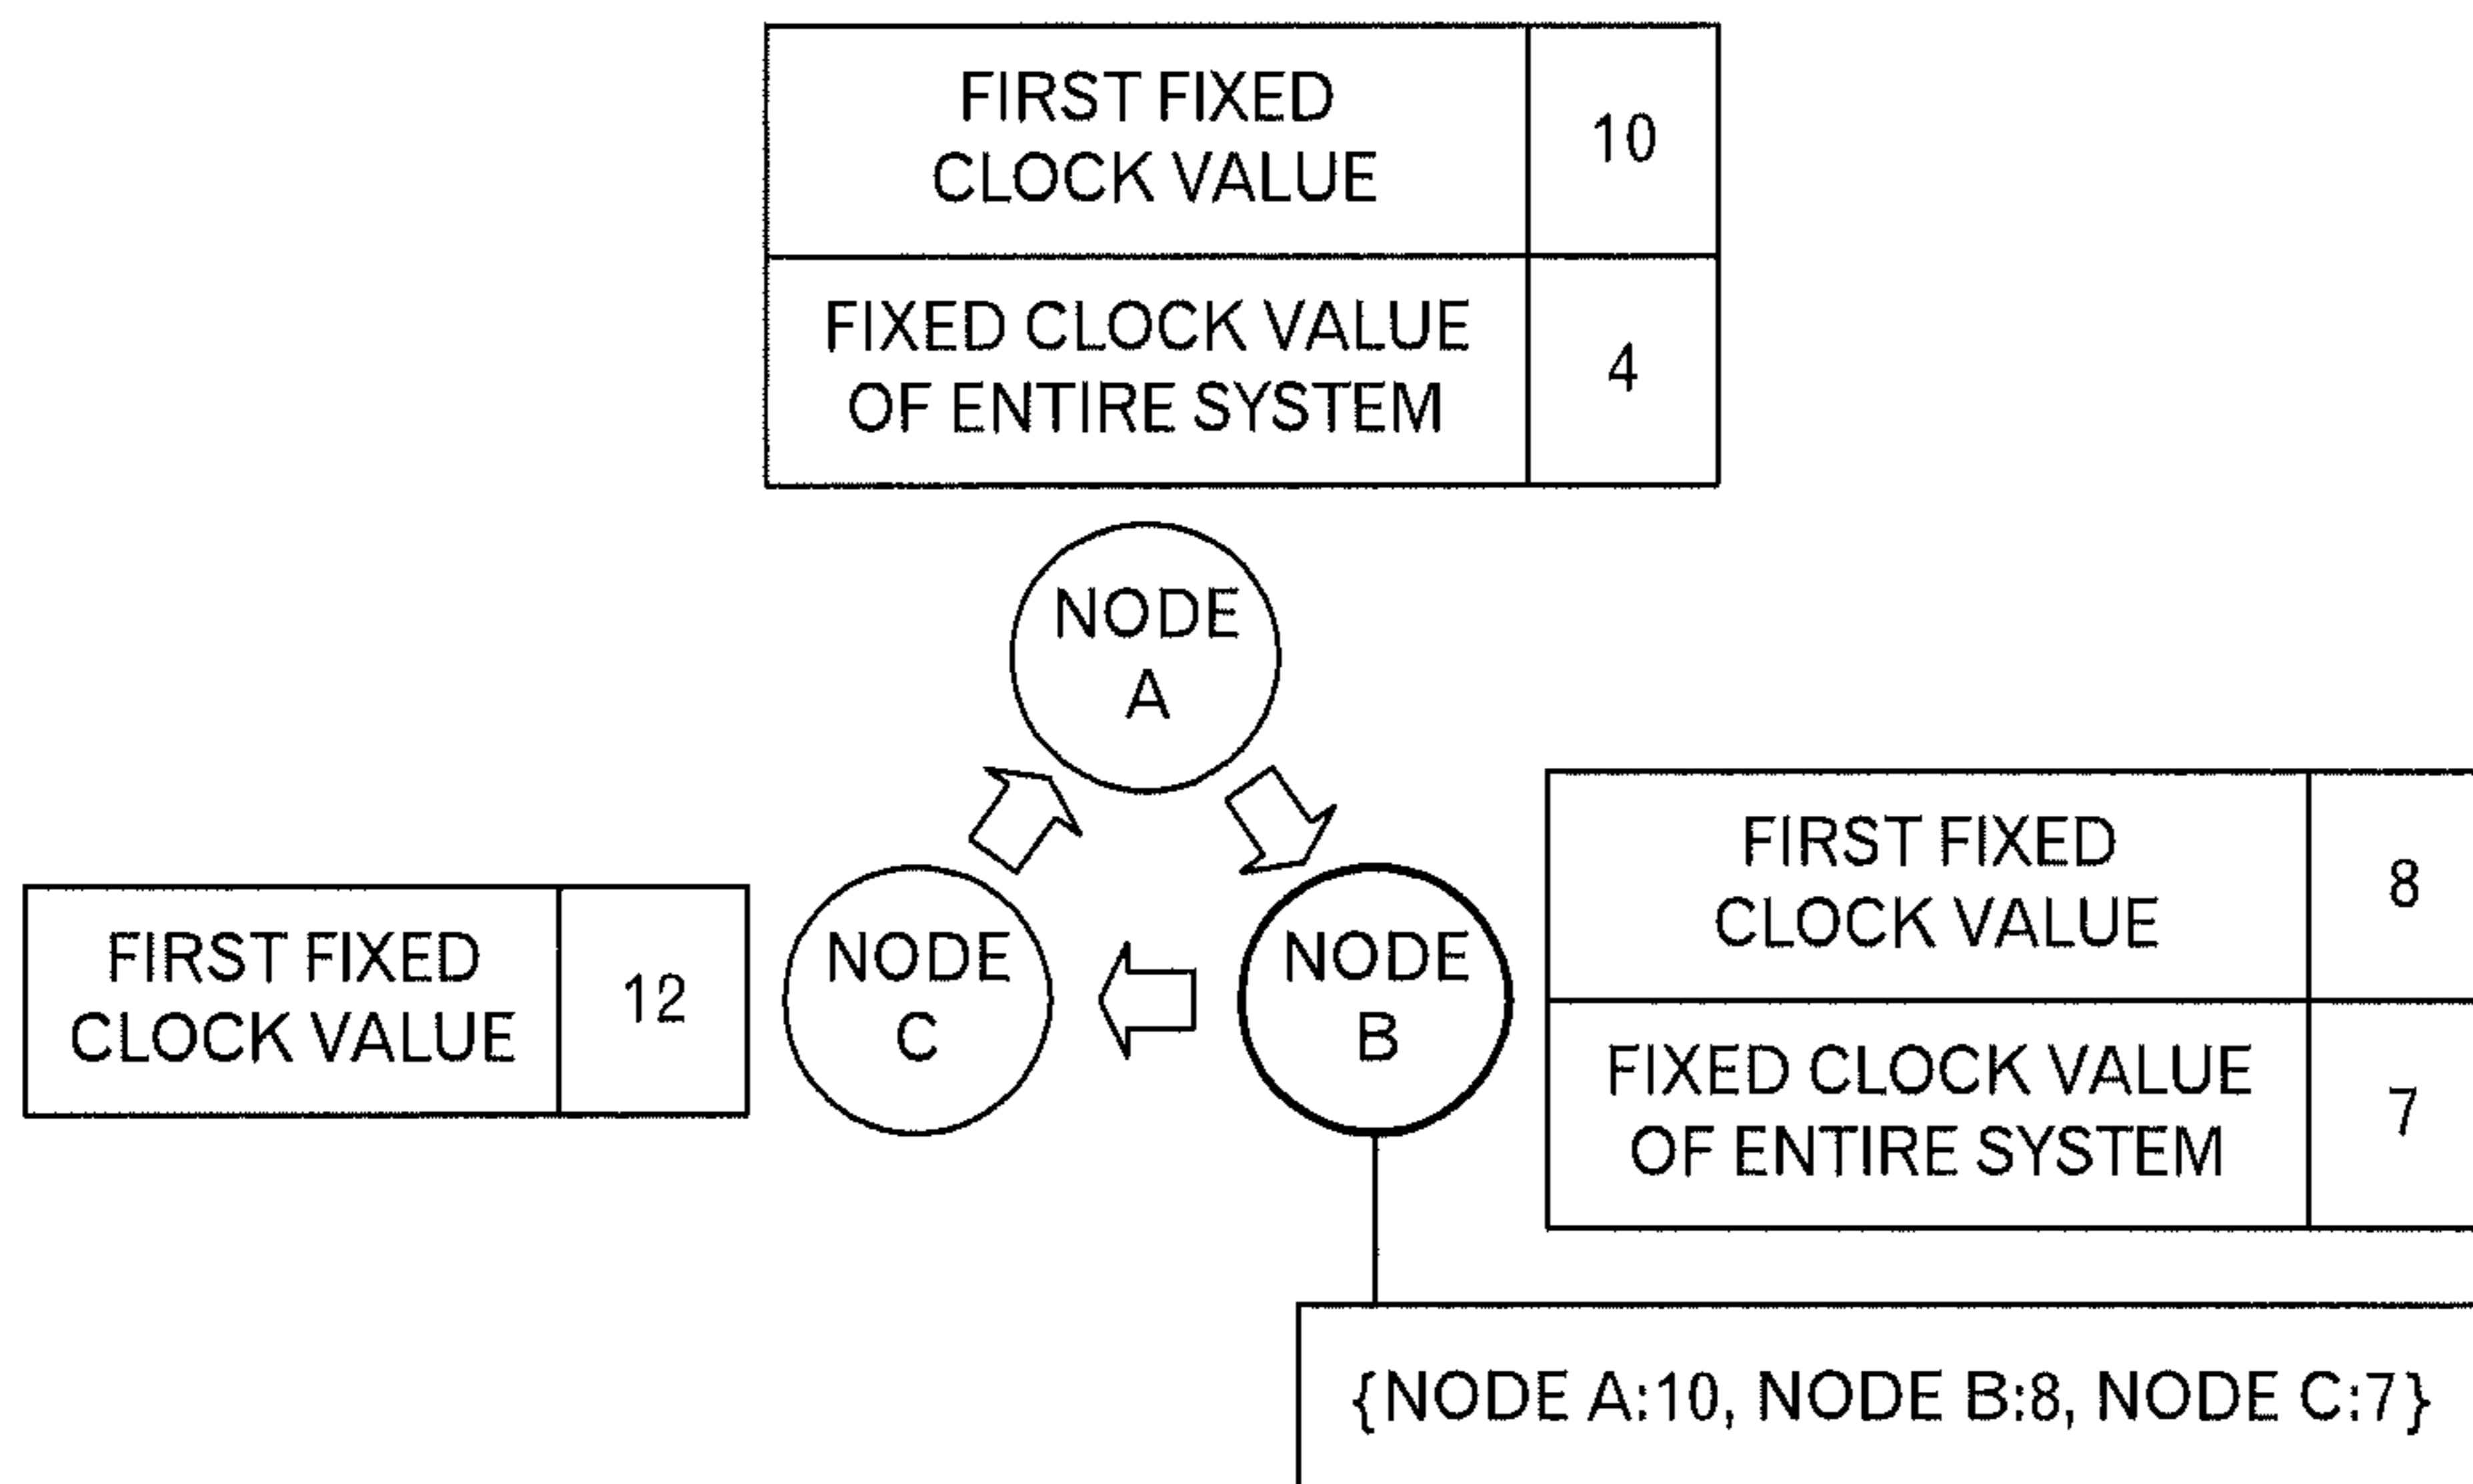 FIRST FIXED
CLOCK VALUE
10
FIXED CLOCK VALUE
OF ENTIRE SYSTEM
4
NODE
A
FIRST FIXED
CLOCK VALUE
12
NODE
C
NODE
B
FIRST FIXED
CLOCK VALUE
8
FIXED CLOCK VALUE
OF ENTIRE SYSTEM
7
{NODE A:10, NODE B:8, NODE C:7}